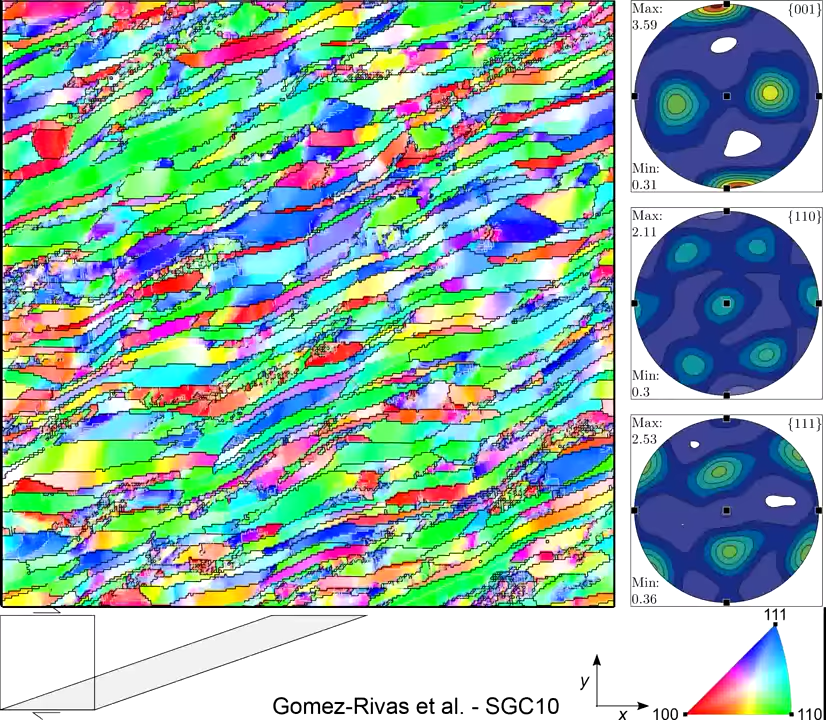 Max:
3.59
{001}
Min:
0.31
Max:
2.11
{110}
Min:
0.3
Max:
2.53
{111}
Min:
0.36
111
y
x
100
110
Gomez-Rivas et al. - SGC10